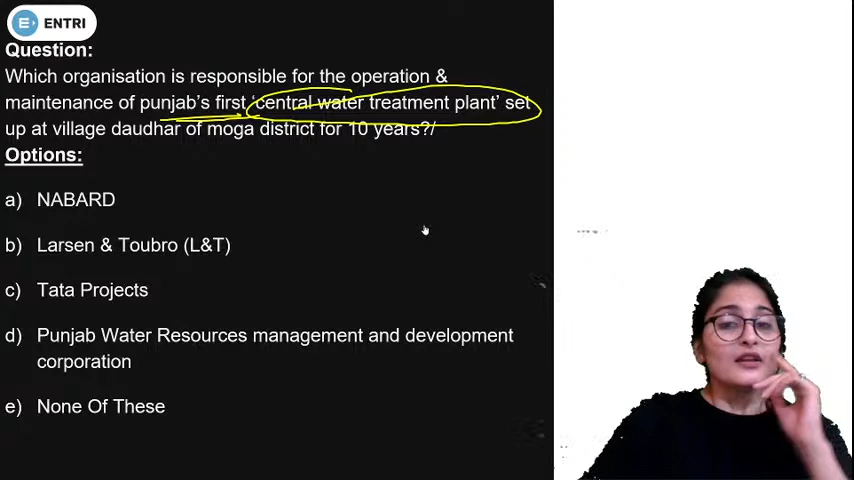 ENTRI
Question:
Which organisation is responsible for the operation &
maintenance of punjab's first 'central water treatment plant' set
up at village daudhar of moga district for 10 years?/
Options:
a) NABARD
b) Larsen & Toubro (L&T)
c) Tata Projects
d) Punjab Water Resources management and development
corporation
e) None Of These